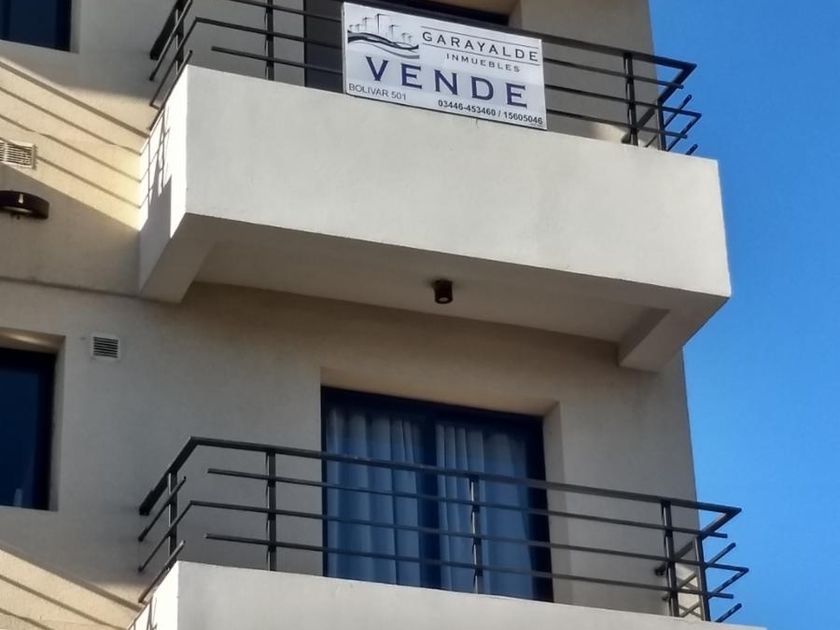 GARAYALDE
INMUEBLES
VENDE
BOLIVAR 501
03446-453460 / 15605046